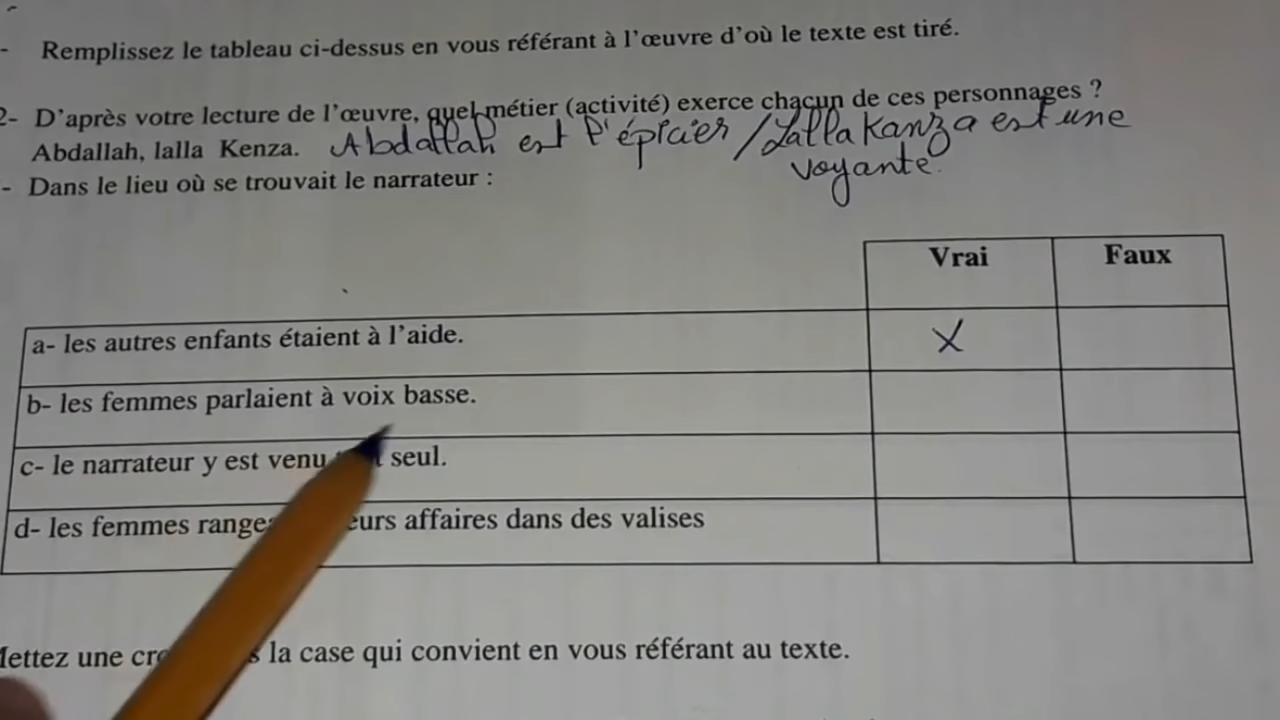 - Remplissez le tableau ci-dessus en vous référant à l'œuvre d'où le texte est tiré.
2- D'après votre lecture de l'œuvre, quel métier (activité) exerce chacun de ces personnages ?
Abdallah, lalla Kenza. Abdallah est l'épicier / Lalla Kanza est une
voyante.
- Dans le lieu où se trouvait le narrateur :
Vrai Faux
a- les autres enfants étaient à l'aide. X
b- les femmes parlaient à voix basse.
c- le narrateur y est venu seul.
d- les femmes affaires dans des valises
une la case qui convient en vous référant au texte.